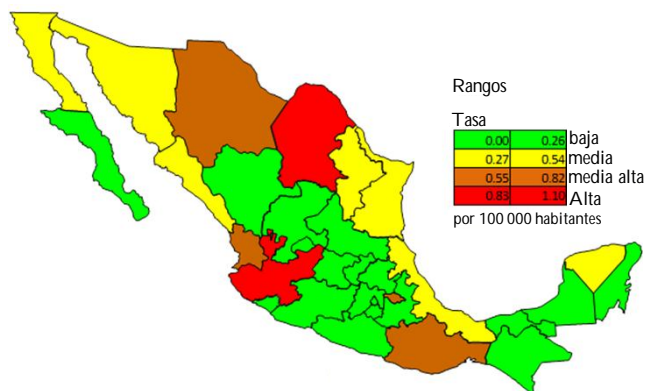 Rangos
Tasa
0.00 0.26 baja
0.27 0.54 media
0.55 0.82 media alta
0.83 1.10 Alta
por 100 000 habitantes